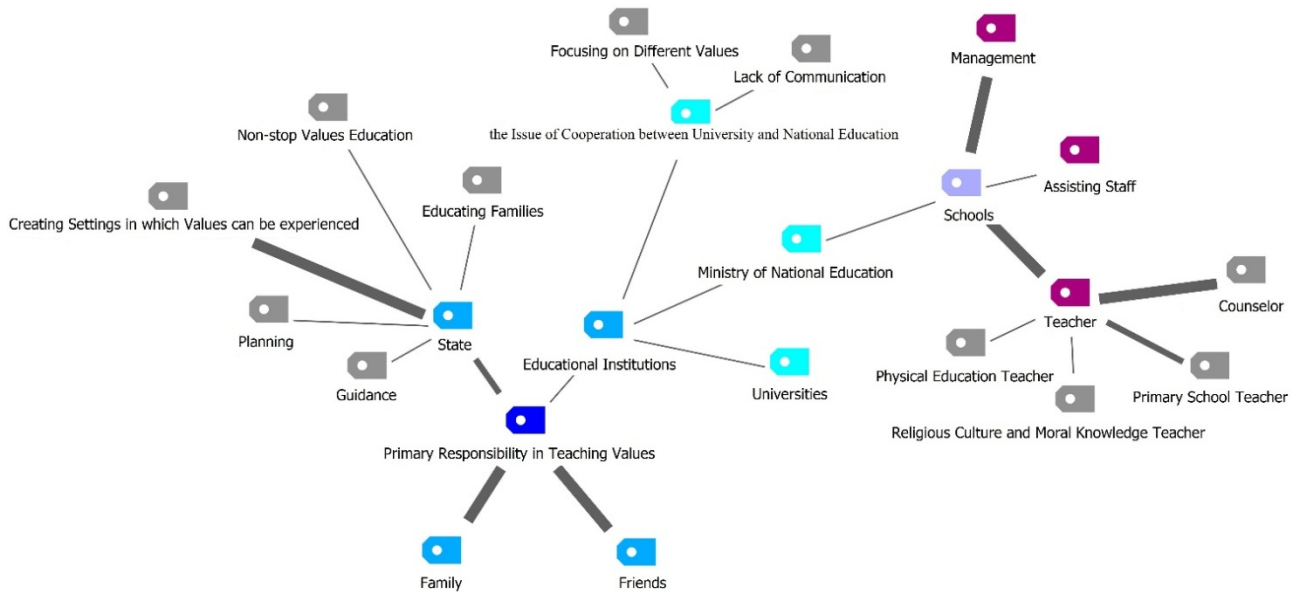 Focusing on Different Values
Lack of Communication
Management
Non-stop Values Education
the Issue of Cooperation between University and National Education
Assisting Staff
Creating Settings in which Values can be experienced
Educating Families
Schools
Ministry of National Education
Counselor
Planning
State
Teacher
Guidance
Educational Institutions
Universities
Physical Education Teacher
Primary School Teacher
Religious Culture and Moral Knowledge Teacher
Primary Responsibility in Teaching Values
Family
Friends